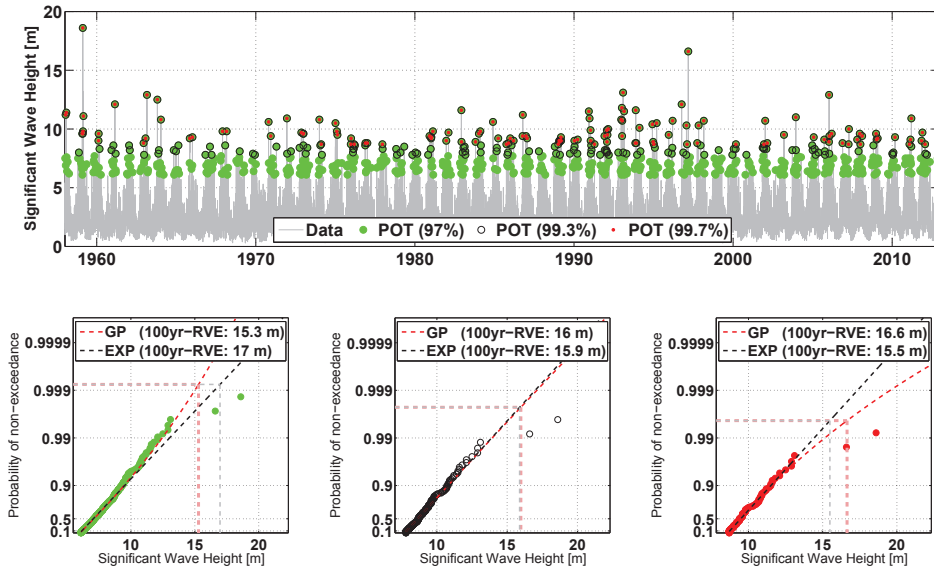 20
15
10
5
0
Significant Wave Height [m]
Data POT (97%) POT (99.3%) POT (99.7%)
1960 1970 1980 1990 2000 2010
GP (100yr-RVE: 15.3 m)
EXP (100yr-RVE: 17 m)
0.9999
0.999
0.99
0.9
0.5
0.1
Probability of non-exceedance
10 15 20
Significant Wave Height [m]
GP (100yr-RVE: 16 m)
EXP (100yr-RVE: 15.9 m)
0.9999
0.999
0.99
0.9
0.5
0.1
Probability of non-exceedance
10 15 20
Significant Wave Height [m]
GP (100yr-RVE: 16.6 m)
EXP (100yr-RVE: 15.5 m)
0.9999
0.999
0.99
0.9
0.5
0.1
Probability of non-exceedance
10 15 20
Significant Wave Height [m]